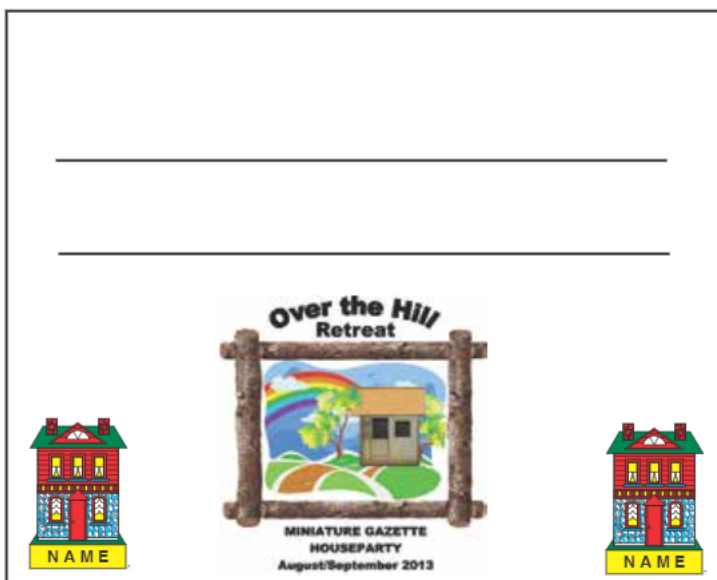 Over the Hill
Retreat
MINIATURE GAZETTE
HOUSEPARTY
August/September 2013
NAME
NAME